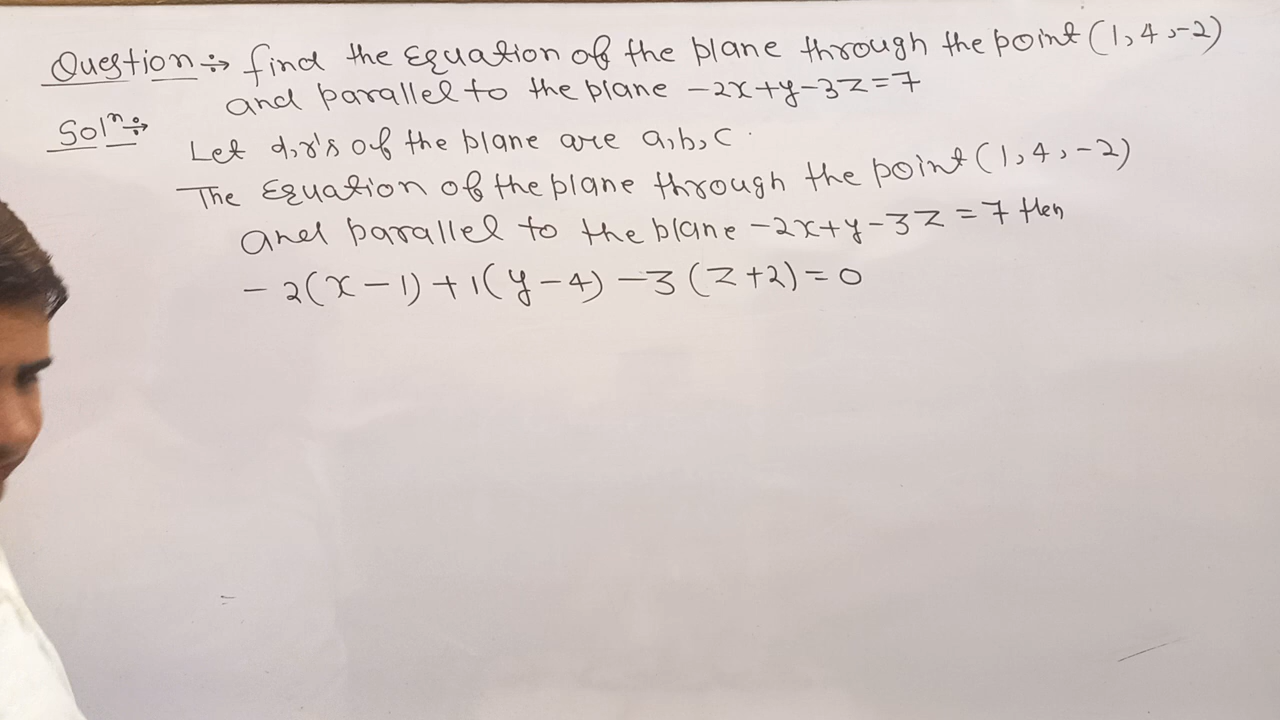 Question :→ find the Equation of the plane through the point (1, 4, -2)
and parallel to the plane -2x+y-3z=7
Solⁿ :→
Let d,r's of the plane are a,b,c.
The Equation of the plane through the point (1, 4, -2)
and parallel to the plane -2x+y-3z=7 then
-2(x-1)+1(y-4)-3(z+2)=0